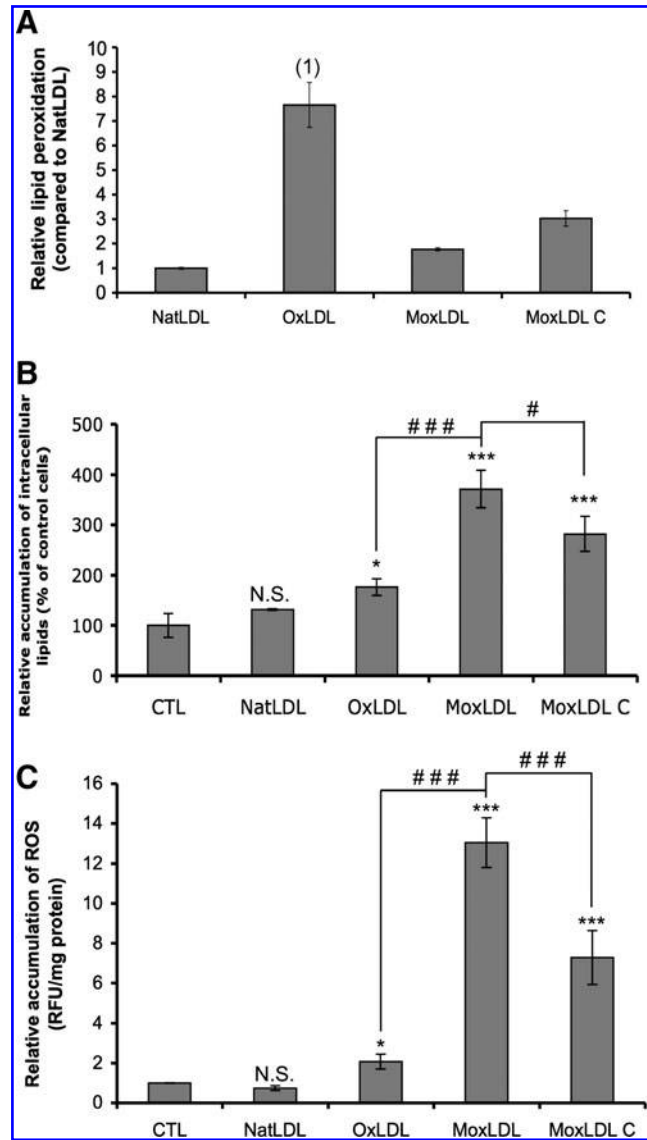 A
Relative lipid peroxidation
(compared to NatLDL)
10
9
8
7
6
5
4
3
2
1
0
(1)
NatLDL OxLDL MoxLDL MoxLDL C
B
Relative accumulation of intracellular
lipids (% of control cells)
500
400
300
200
100
0
# # #
#
N.S.
*
***
***
CTL NatLDL OxLDL MoxLDL MoxLDL C
C
Relative accumulation of ROS
(RFU/mg protein)
16
14
12
10
8
6
4
2
0
# # #
# # #
N.S.
*
***
***
CTL NatLDL OxLDL MoxLDL MoxLDL C